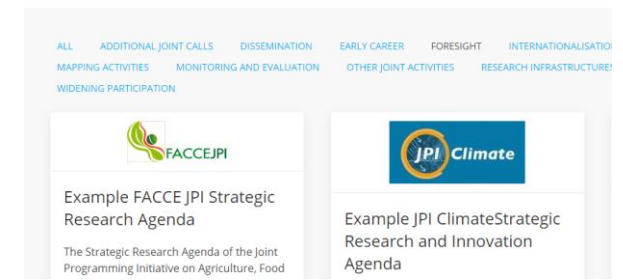 ALL ADDITIONAL JOINT CALLS DISSEMINATION EARLY CAREER FORESIGHT INTERNATIONALISATIO
MAPPING ACTIVITIES MONITORING AND EVALUATION OTHER JOINT ACTIVITIES RESEARCH INFRASTRUCTURES
WIDENING PARTICIPATION
FACCEJPI
Example FACCE JPI Strategic
Research Agenda
The Strategic Research Agenda of the Joint
Programming Initiative on Agriculture, Food
JPI Climate
Example JPI ClimateStrategic
Research and Innovation
Agenda